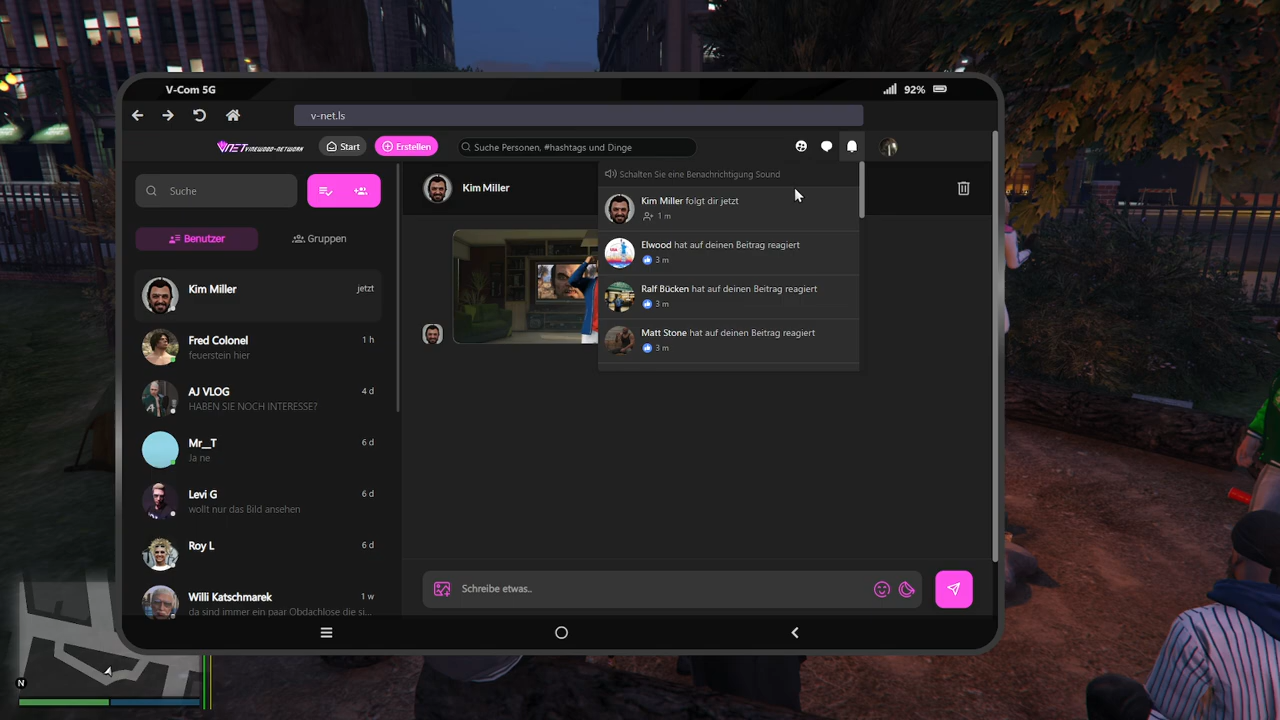 V-Com 5G
92%
v-net.ls
VNET VINEWOOD-NETWORK
Start
Erstellen
Suche Personen, #hashtags und Dinge
Suche
Benutzer
Gruppen
Kim Miller
jetzt
Fred Colonel
1 h
feuerstein hier
AJ VLOG
4 d
HABEN SIE NOCH INTERESSE?
Mr__T
6 d
Ja ne
Levi G
6 d
wollt nur das Bild ansehen
Roy L
6 d
Willi Katschmarek
1 w
da sind immer ein paar Obdachlose die si...
Kim Miller
Schalten Sie eine Benachrichtigung Sound
Kim Miller folgt dir jetzt
1 m
Elwood hat auf deinen Beitrag reagiert
3 m
Ralf Bücken hat auf deinen Beitrag reagiert
3 m
Matt Stone hat auf deinen Beitrag reagiert
3 m
Schreibe etwas..
N